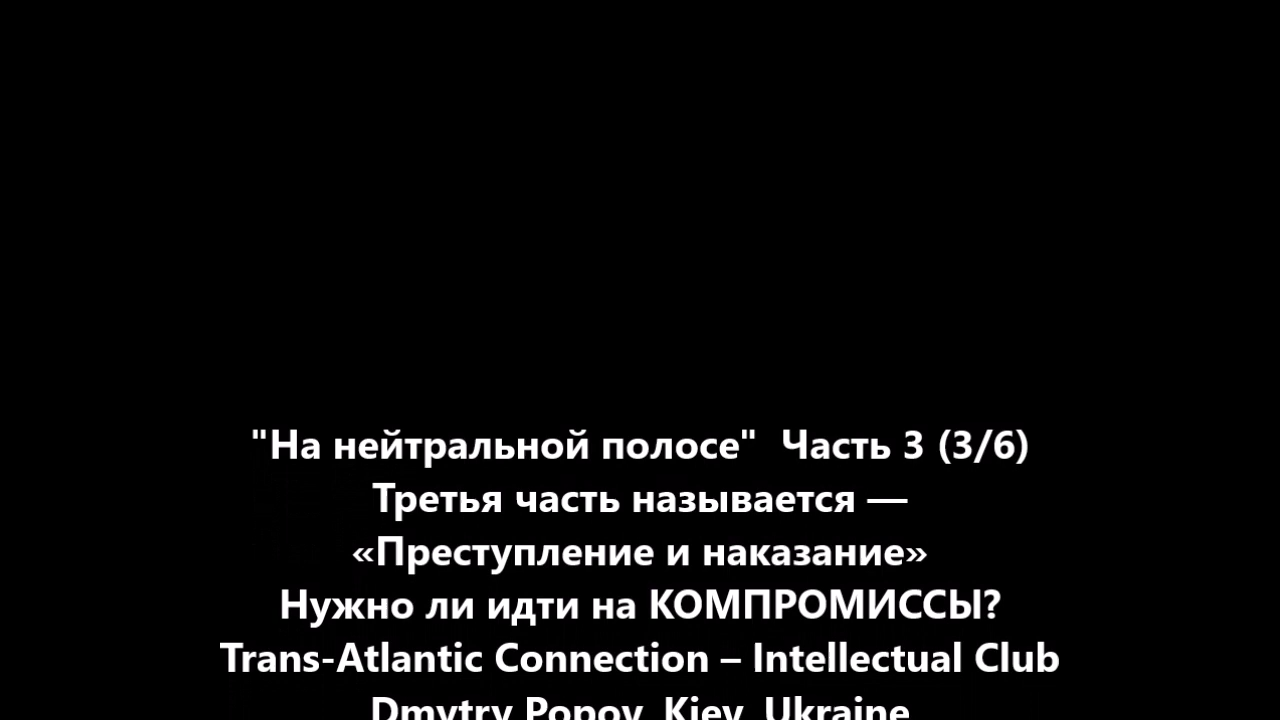 "На нейтральной полосе"  Часть 3 (3/6)
Третья часть называется —
«Преступление и наказание»
Нужно ли идти на КОМПРОМИССЫ?
Trans-Atlantic Connection – Intellectual Club
Dmytry Popov, Kiev, Ukraine